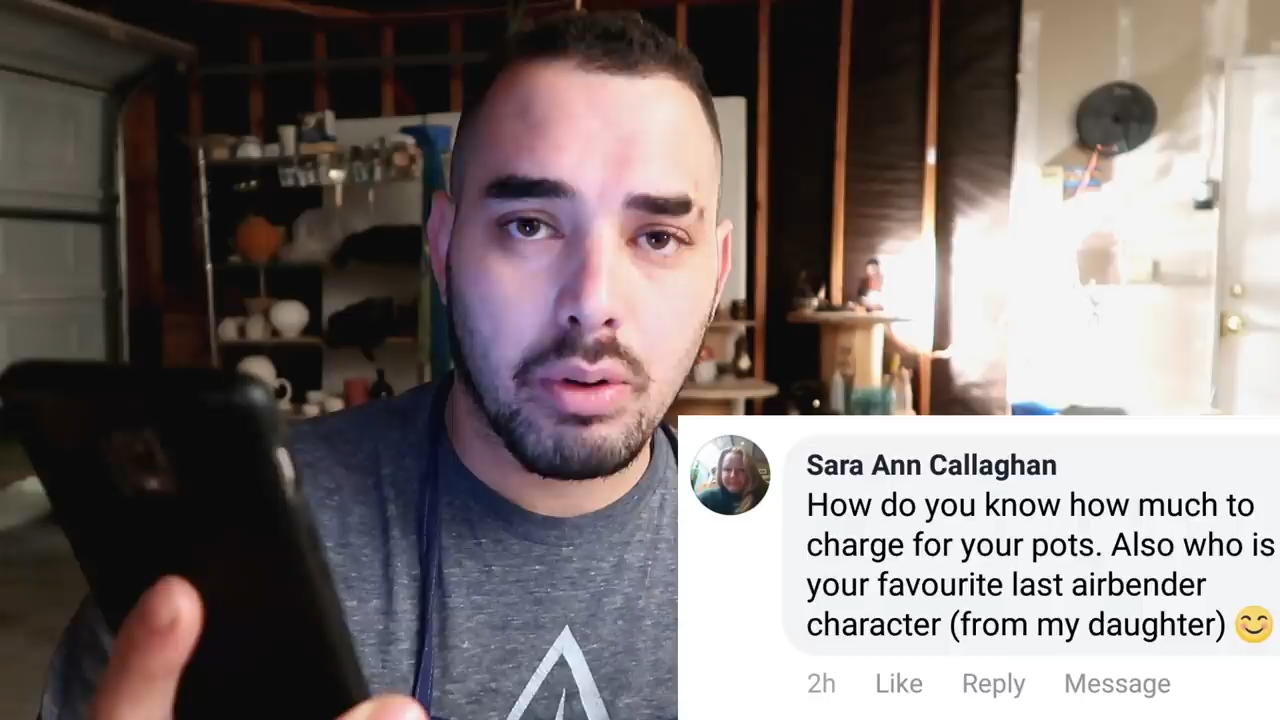 Sara Ann Callaghan
How do you know how much to
charge for your pots. Also who is
your favourite last airbender
character (from my daughter) 😊
2h Like Reply Message